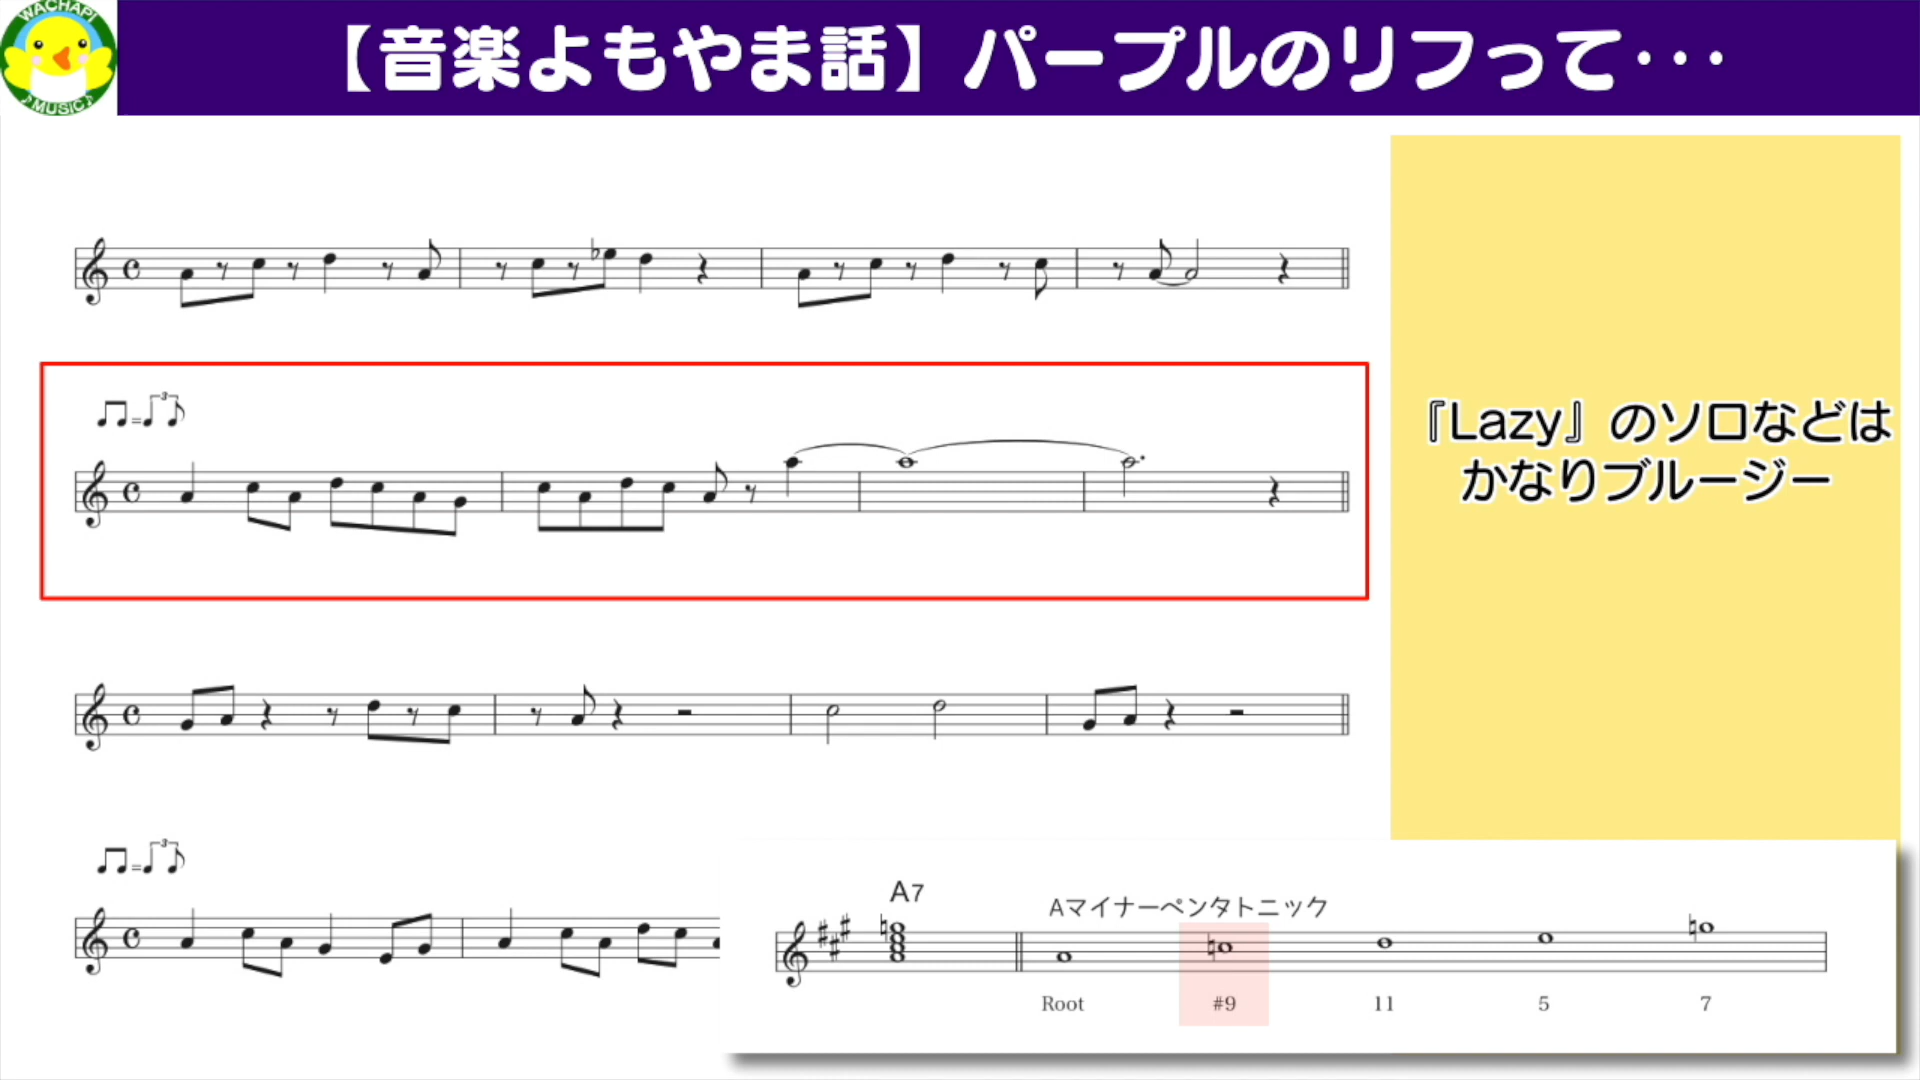 WACHAPI
♪MUSIC♪
【音楽よもやま話】パープルのリフって･･･
『Lazy』のソロなどは
かなりブルージー
3
3
A7
Aマイナーペンタトニック
Root #9 11 5 7